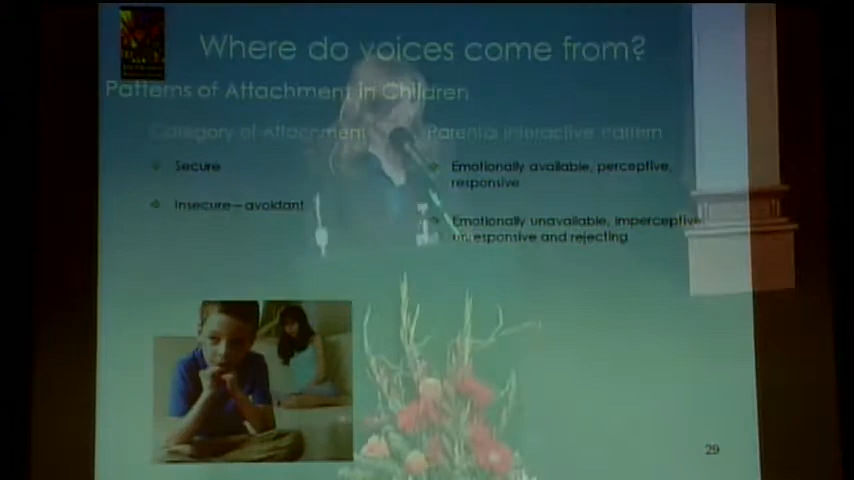 Where do voices come from?
Patterns of Attachment in Children
Category of Attachment
Parental Interactive Pattern
Secure
Emotionally available, perceptive,
responsive
Insecure—avoidant
Emotionally unavailable, imperceptive
unresponsive and rejecting
29